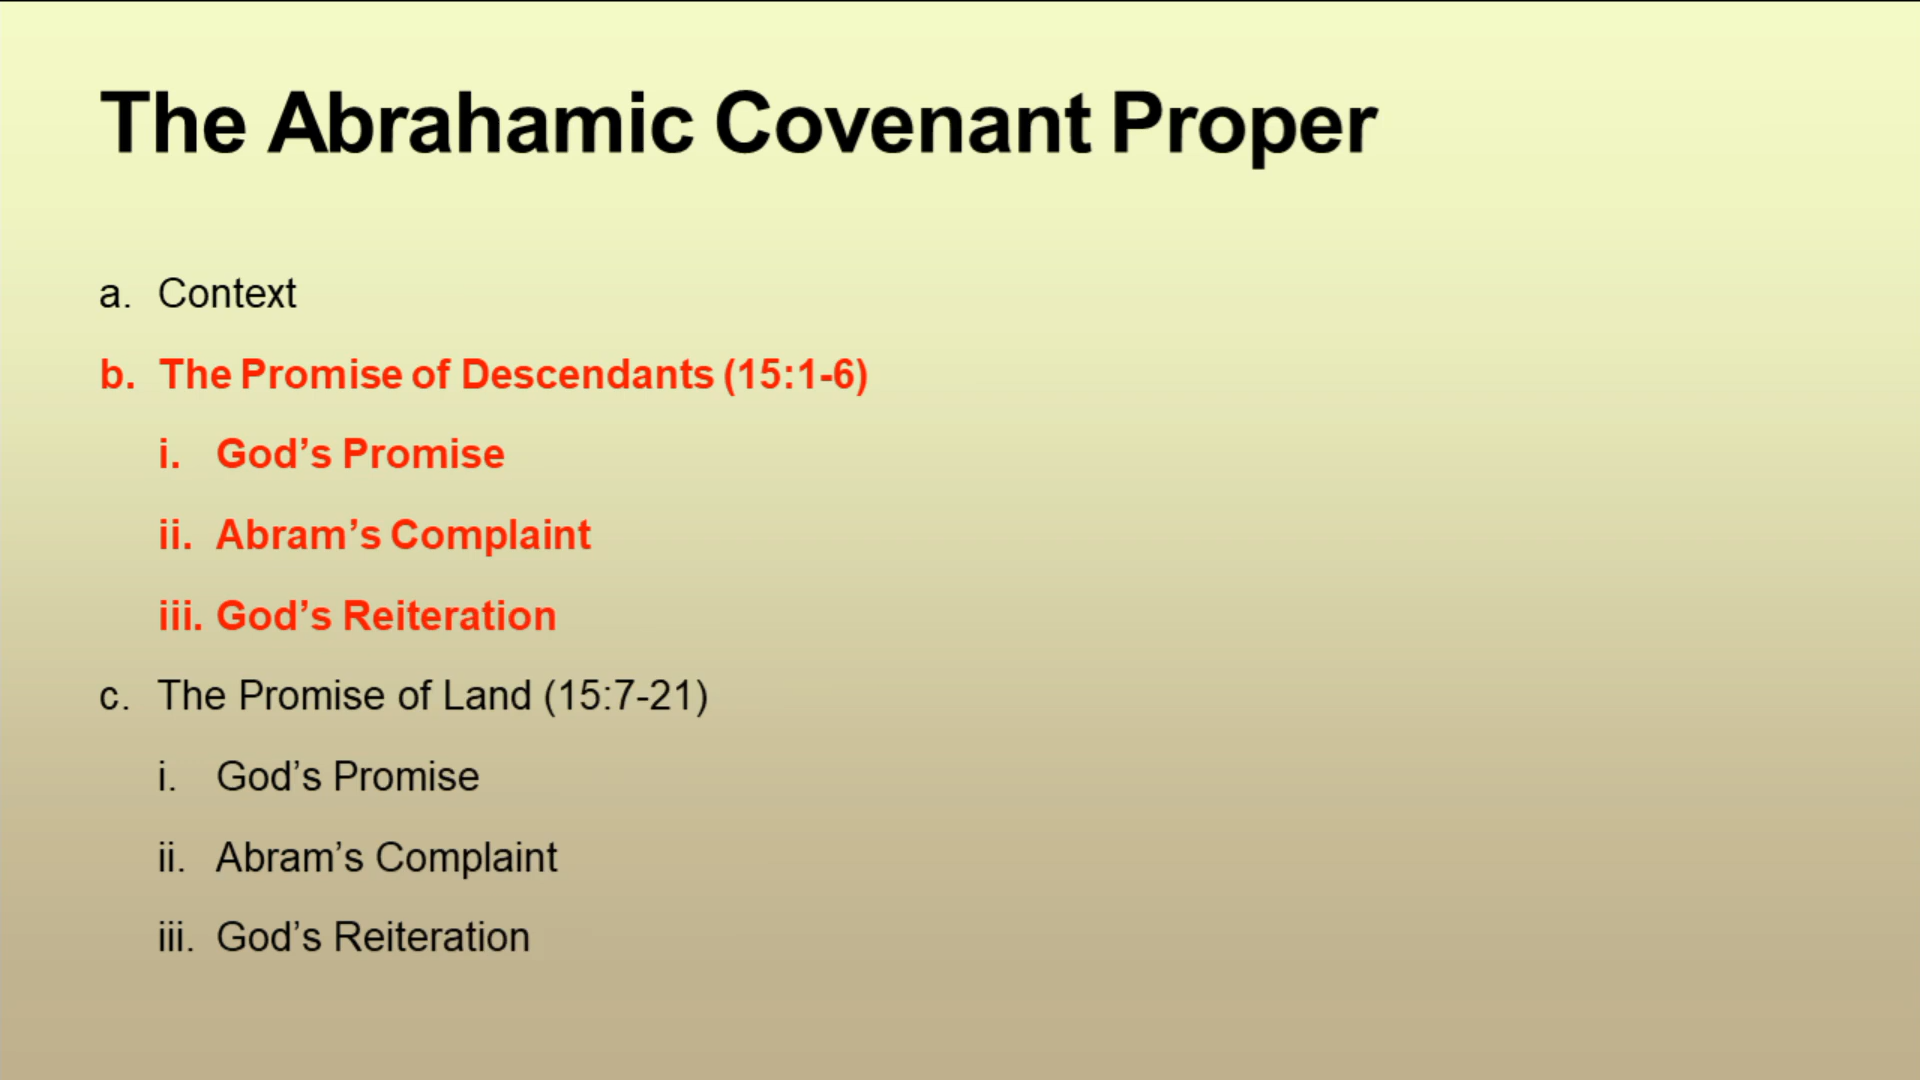 The Abrahamic Covenant Proper
a. Context
b. The Promise of Descendants (15:1-6)
i. God’s Promise
ii. Abram’s Complaint
iii. God’s Reiteration
c. The Promise of Land (15:7-21)
i. God’s Promise
ii. Abram’s Complaint
iii. God’s Reiteration